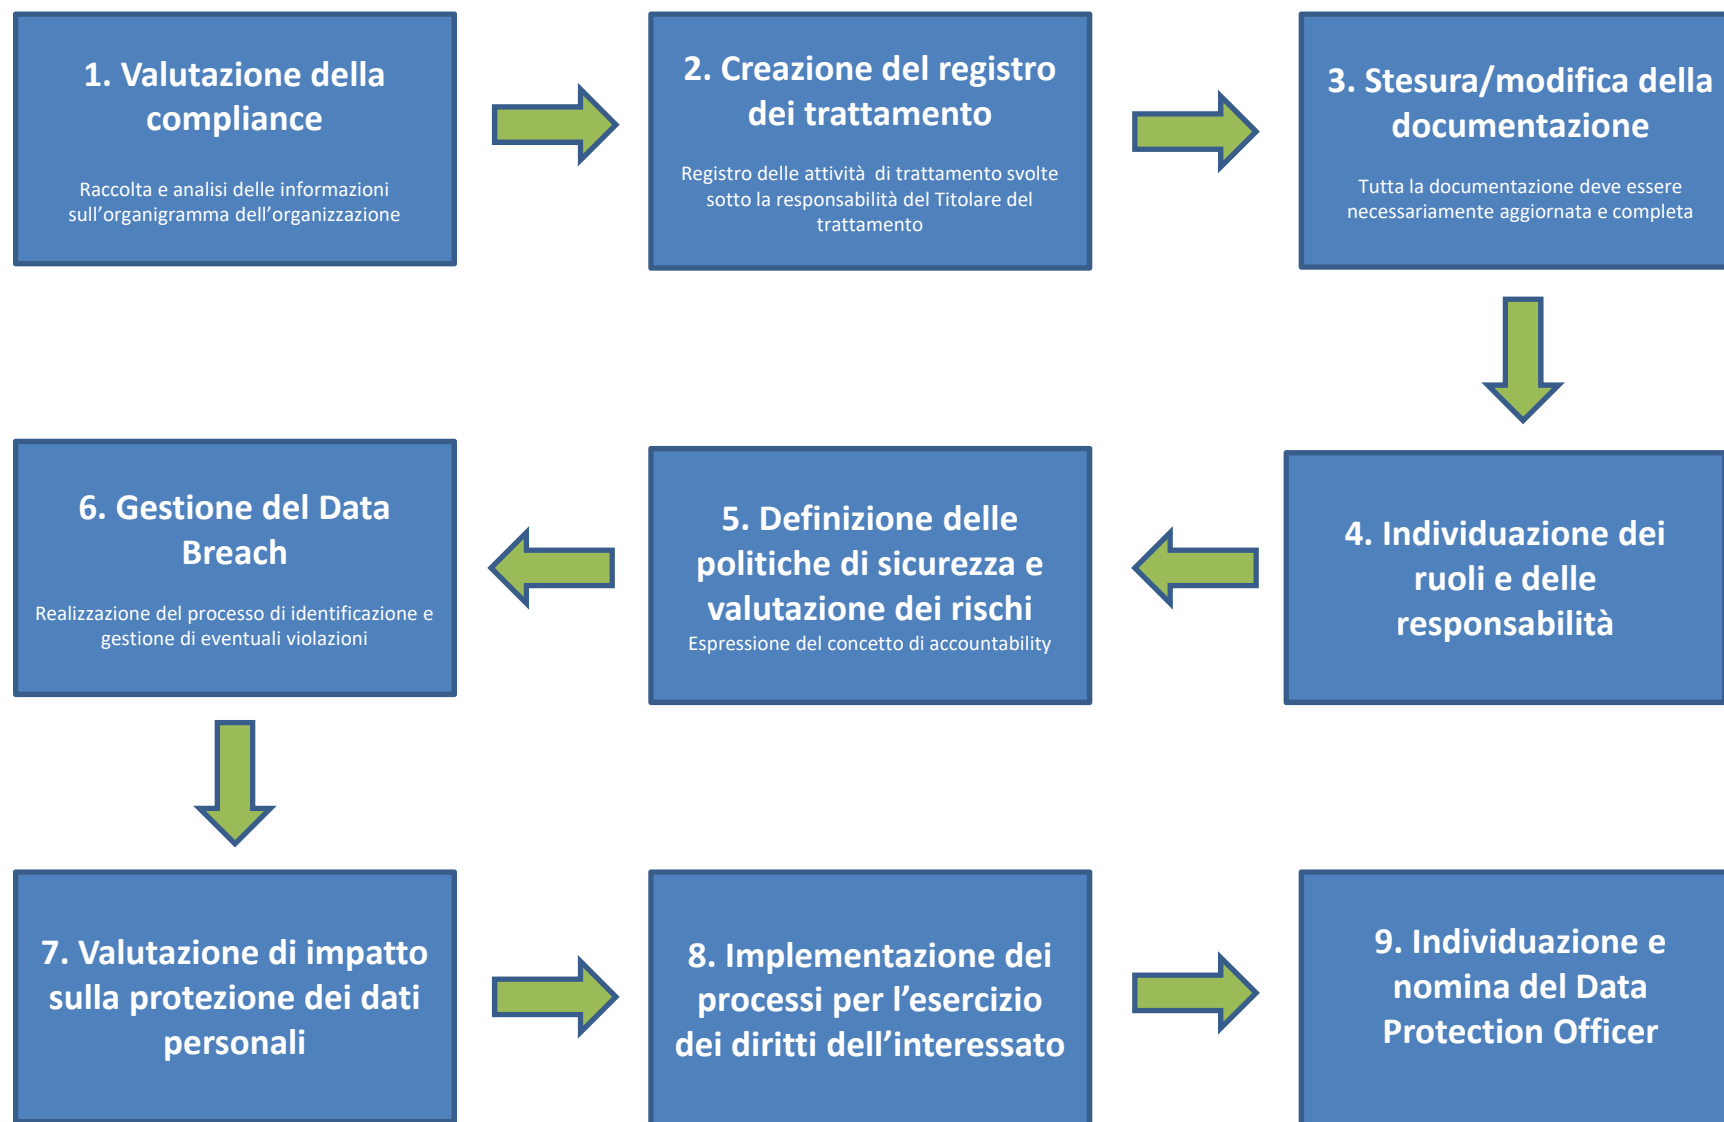 1. Valutazione della
compliance
Raccolta e analisi delle informazioni
sull’organigramma dell’organizzazione
2. Creazione del registro
dei trattamento
Registro delle attività di trattamento svolte
sotto la responsabilità del Titolare del
trattamento
3. Stesura/modifica della
documentazione
Tutta la documentazione deve essere
necessariamente aggiornata e completa
4. Individuazione dei
ruoli e delle
responsabilità
5. Definizione delle
politiche di sicurezza e
valutazione dei rischi
Espressione del concetto di accountability
6. Gestione del Data
Breach
Realizzazione del processo di identificazione e
gestione di eventuali violazioni
7. Valutazione di impatto
sulla protezione dei dati
personali
8. Implementazione dei
processi per l’esercizio
dei diritti dell’interessato
9. Individuazione e
nomina del Data
Protection Officer